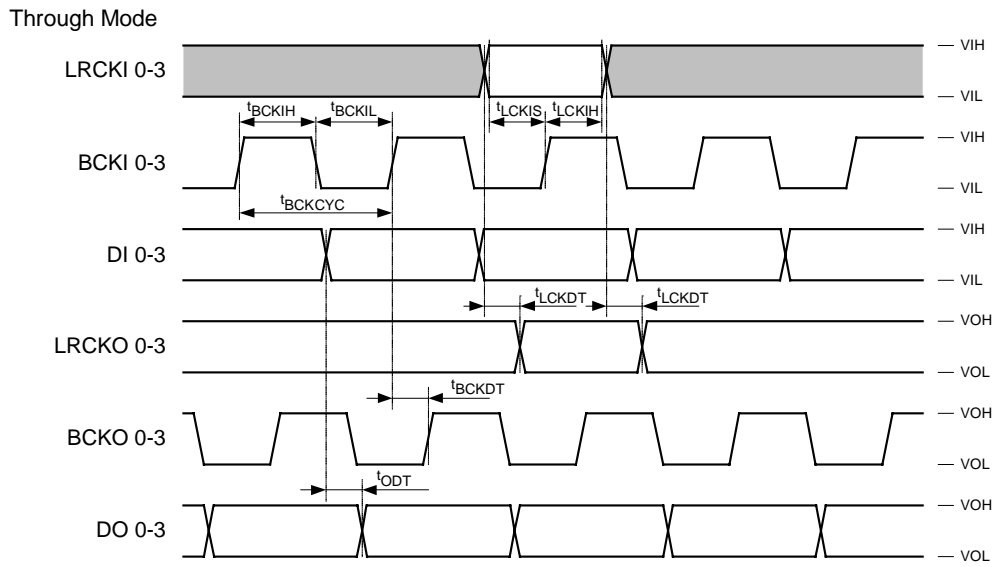 Through Mode
LRCKI 0-3
VIH
VIL
tBCKIH
tBCKIL
tLCKIS
tLCKIH
BCKI 0-3
VIH
VIL
tBCKCYC
DI 0-3
VIH
VIL
tLCKDT
tLCKDT
LRCKO 0-3
VOH
VOL
tBCKDT
BCKO 0-3
VOH
VOL
tODT
DO 0-3
VOH
VOL